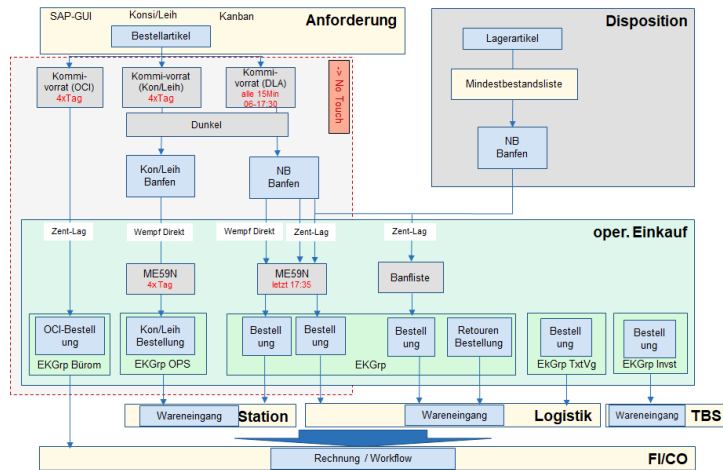 SAP-GUI
Konsi/Leih
Kanban
Anforderung
Bestellartikel
Disposition
Lagerartikel
Mindestbestandsliste
NB
Banfen
Kommi-
vorrat (OCI)
4xTag
Kommi-vorrat
(Kon/Leih)
4xTag
Kommi-
vorrat (DLA)
alle 15Min
06-17:30
-> No Touch
Dunkel
Kon/Leih
Banfen
NB
Banfen
Zent-Lag
Wempf Direkt
Wempf Direkt
Zent-Lag
Zent-Lag
oper. Einkauf
ME59N
4xTag
ME59N
letzt 17:35
Banfliste
OCI-Bestell
ung
EKGrp Bürom
Kon/Leih
Bestellung
EKGrp OPS
Bestell
ung
Bestell
ung
Bestell
ung
Retouren
Bestellung
EKGrp
Bestell
ung
EkGrp TxtVg
Bestell
ung
EKGrp Invst
Wareneingang
Station
Wareneingang
Logistik
Wareneingang
TBS
Rechnung / Workflow
FI/CO